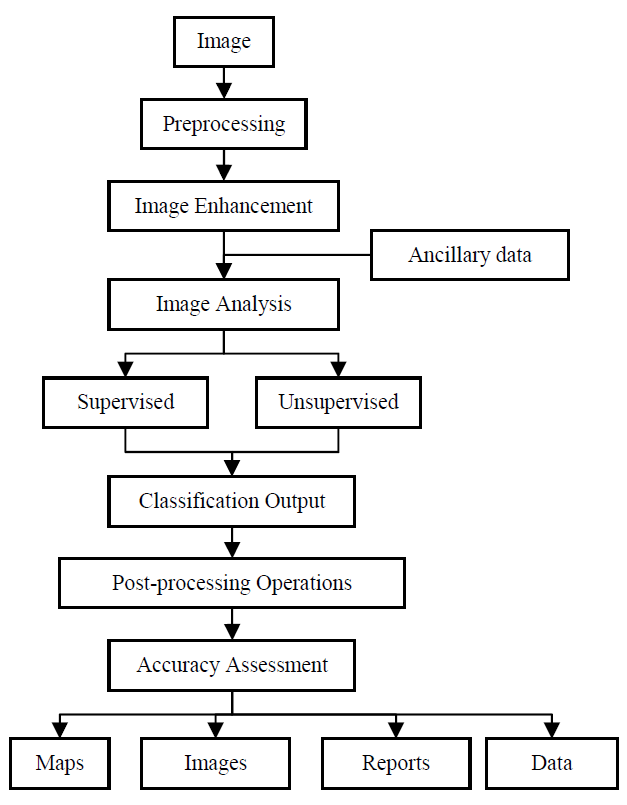 Image
Preprocessing
Image Enhancement
Ancillary data
Image Analysis
Supervised
Unsupervised
Classification Output
Post-processing Operations
Accuracy Assessment
Maps
Images
Reports
Data